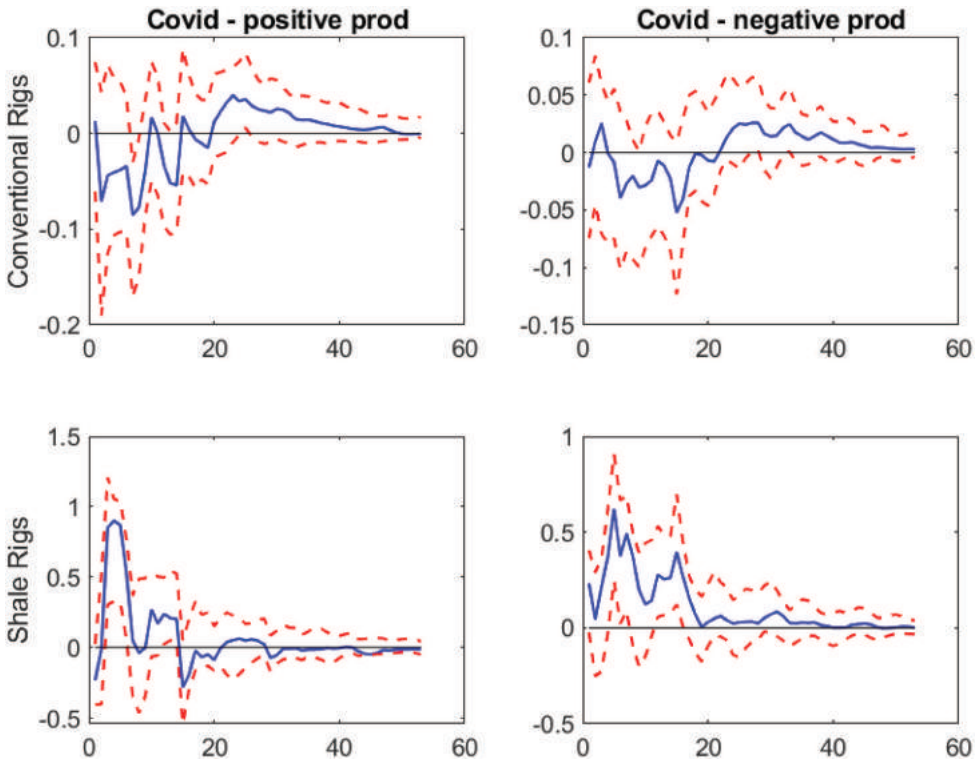 Covid - positive prod
Covid - negative prod
Conventional Rigs
0.1
0
-0.1
-0.2
0 20 40 60
0.1
0.05
0
-0.05
-0.1
-0.15
0 20 40 60
Shale Rigs
1.5
1
0.5
0
-0.5
0 20 40 60
1
0.5
0
-0.5
0 20 40 60